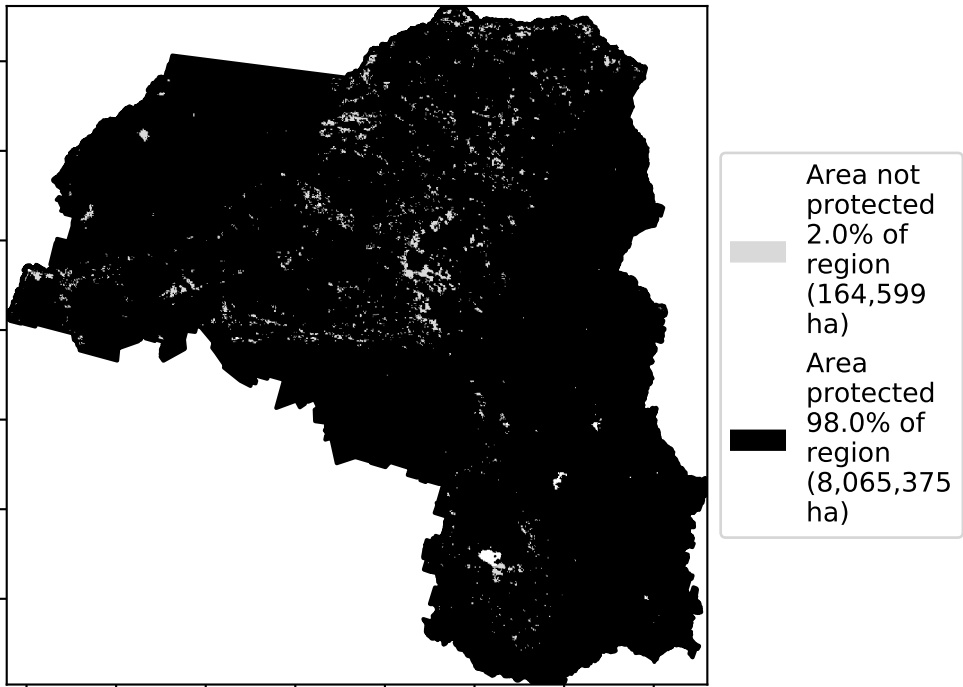 Area not
protected
2.0% of
region
(164,599
ha)
Area
protected
98.0% of
region
(8,065,375
ha)